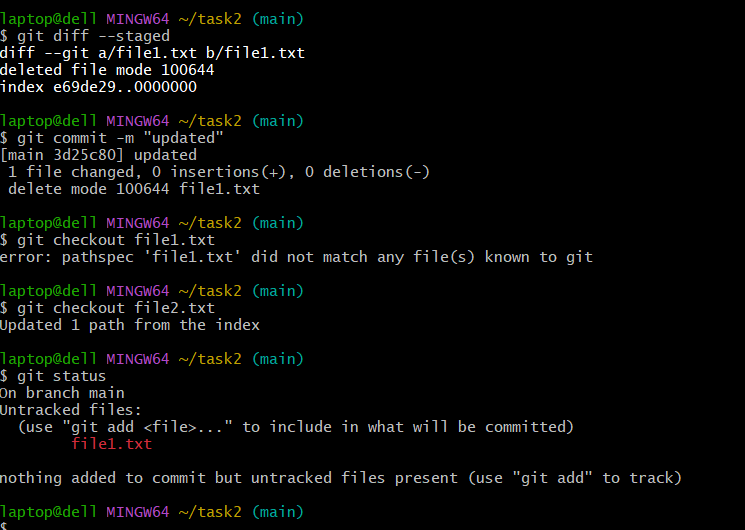 laptop@dell MINGW64 ~/task2 (main)
$ git diff --staged
diff --git a/file1.txt b/file1.txt
deleted file mode 100644
index e69de29..0000000

laptop@dell MINGW64 ~/task2 (main)
$ git commit -m "updated"
[main 3d25c80] updated
 1 file changed, 0 insertions(+), 0 deletions(-)
 delete mode 100644 file1.txt

laptop@dell MINGW64 ~/task2 (main)
$ git checkout file1.txt
error: pathspec 'file1.txt' did not match any file(s) known to git

laptop@dell MINGW64 ~/task2 (main)
$ git checkout file2.txt
Updated 1 path from the index

laptop@dell MINGW64 ~/task2 (main)
$ git status
On branch main
Untracked files:
  (use "git add <file>..." to include in what will be committed)
        file1.txt

nothing added to commit but untracked files present (use "git add" to track)

laptop@dell MINGW64 ~/task2 (main)
$